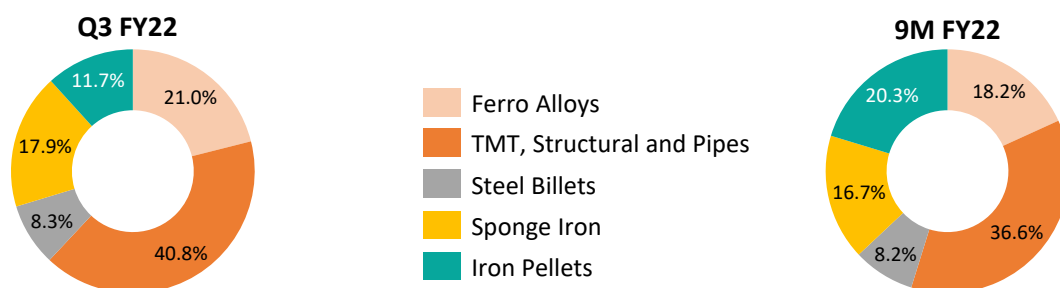 Q3 FY22
11.7%
21.0%
17.9%
8.3%
40.8%
Ferro Alloys
TMT, Structural and Pipes
Steel Billets
Sponge Iron
Iron Pellets
9M FY22
20.3%
18.2%
16.7%
8.2%
36.6%